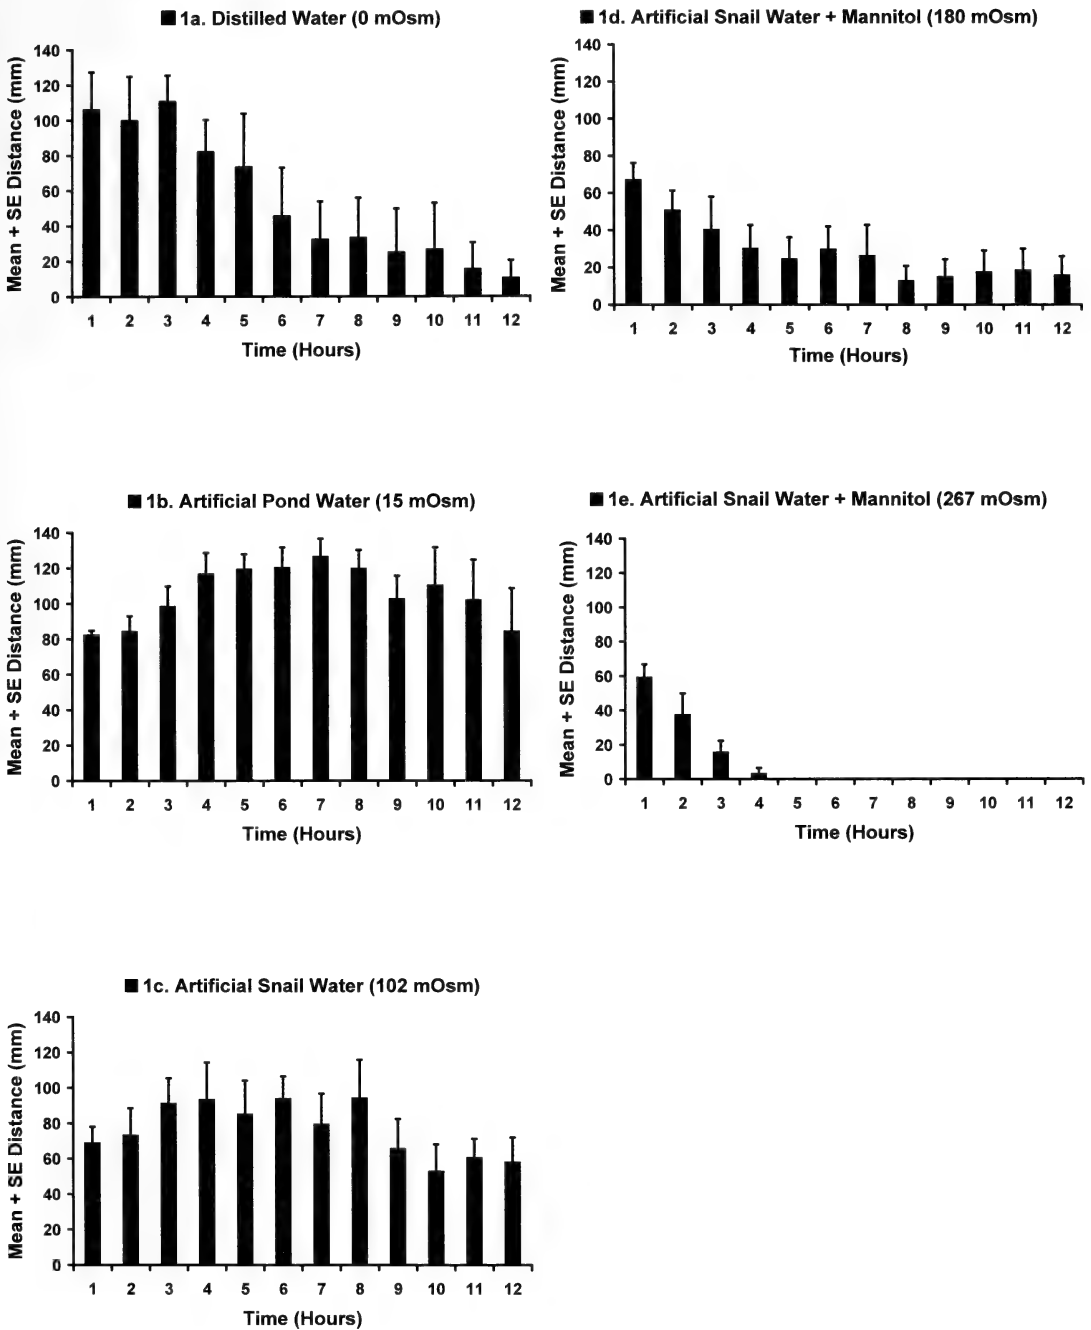 1a. Distilled Water (0 mOsm)
Mean + SE Distance (mm)
140
120
100
80
60
40
20
0
1 2 3 4 5 6 7 8 9 10 11 12
Time (Hours)
1d. Artificial Snail Water + Mannitol (180 mOsm)
Mean + SE Distance (mm)
140
120
100
80
60
40
20
0
1 2 3 4 5 6 7 8 9 10 11 12
Time (Hours)
1b. Artificial Pond Water (15 mOsm)
Mean + SE Distance (mm)
140
120
100
80
60
40
20
0
1 2 3 4 5 6 7 8 9 10 11 12
Time (Hours)
1e. Artificial Snail Water + Mannitol (267 mOsm)
Mean + SE Distance (mm)
140
120
100
80
60
40
20
0
1 2 3 4 5 6 7 8 9 10 11 12
Time (Hours)
1c. Artificial Snail Water (102 mOsm)
Mean + SE Distance (mm)
140
120
100
80
60
40
20
0
1 2 3 4 5 6 7 8 9 10 11 12
Time (Hours)